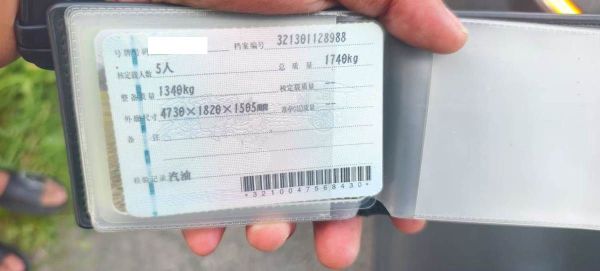 号牌号码 档案编号 321301128988
核定载人数 5人 总质量 1740kg
整备质量 1340kg 核定载质量 --
外廓尺寸 4730×1820×1505mm 准牵引总质量 --
备注
检验记录 汽油
*3210047568430*